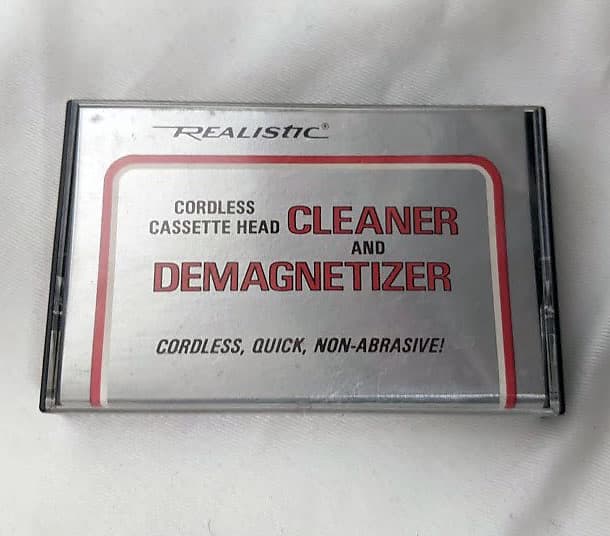 REALISTIC®
CORDLESS
CASSETTE HEAD CLEANER
AND
DEMAGNETIZER
CORDLESS, QUICK, NON-ABRASIVE!